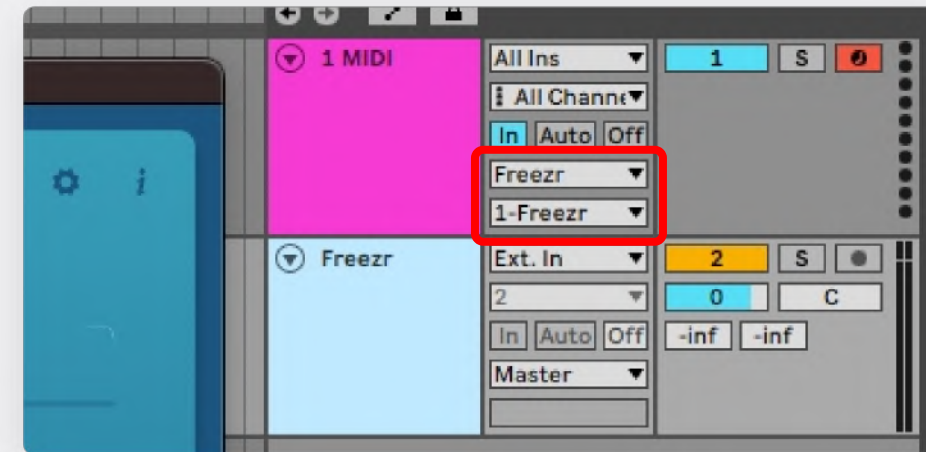 1 MIDI All Ins 1 S
All Channe
In Auto Off
i Freezr
1-Freezr
Freezr Ext. In 2 S
2 0 C
In Auto Off -inf -inf
Master